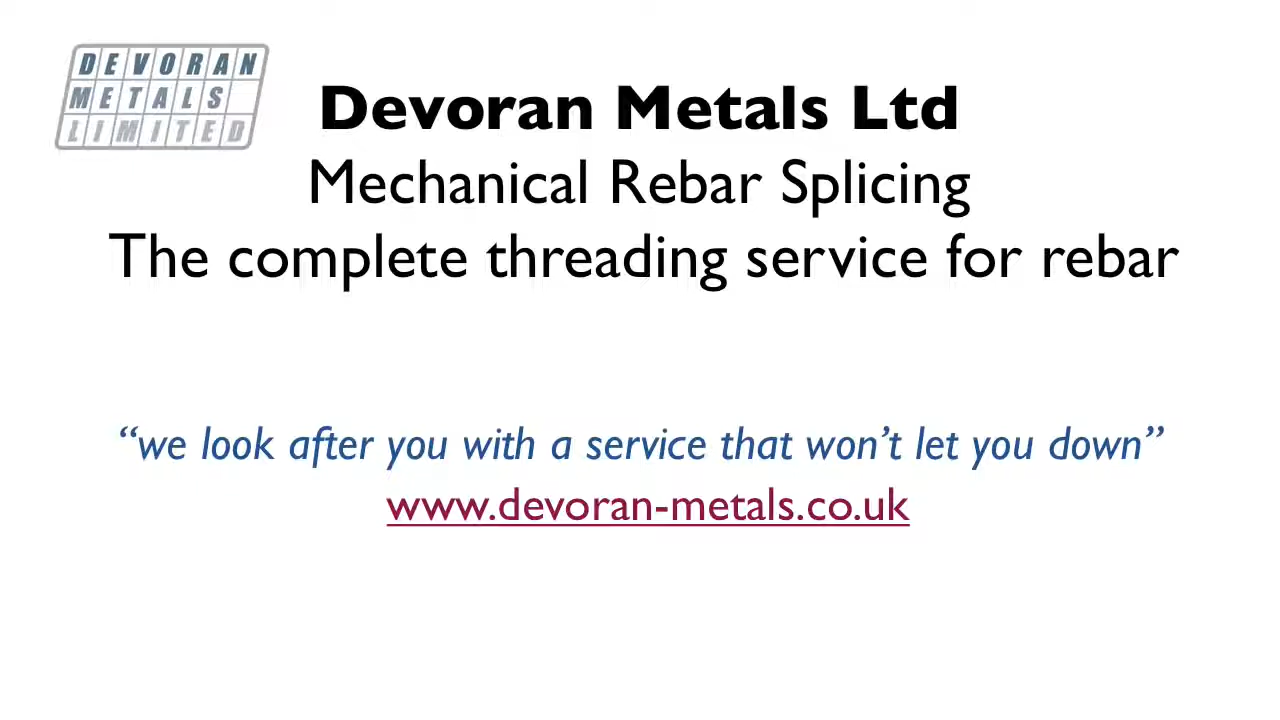 DEVORAN
METALS
LIMITED
Devoran Metals Ltd
Mechanical Rebar Splicing
The complete threading service for rebar
“we look after you with a service that won’t let you down”
www.devoran-metals.co.uk